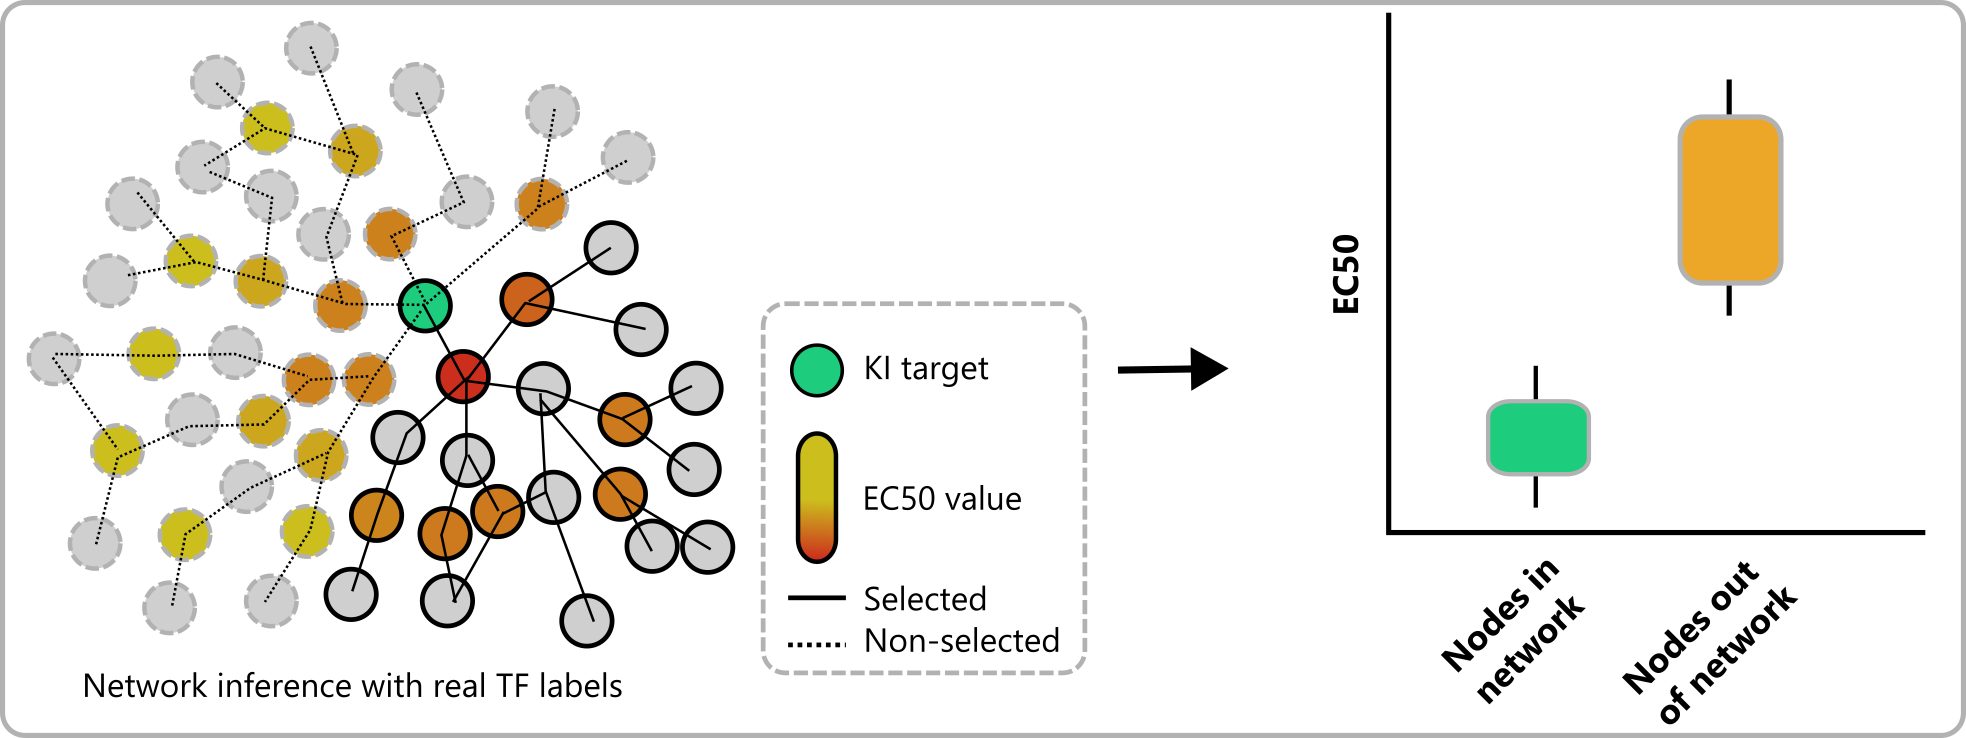 Network inference with real TF labels
KI target
EC50 value
Selected
Non-selected
EC50
Nodes in
network
Nodes out
of network